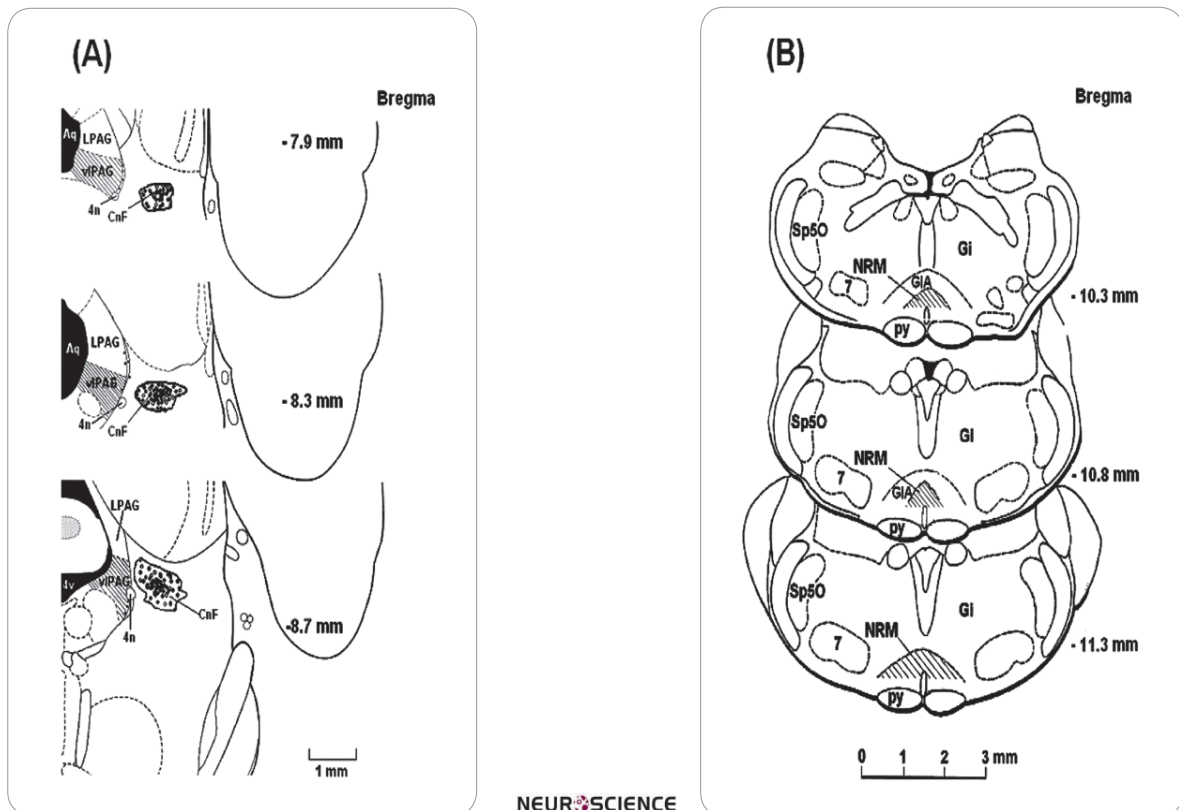 (A)
Bregma
Aq
LPAG
vlPAG
4n
CnF
- 7.9 mm
Aq
LPAG
vlPAG
4n
CnF
- 8.3 mm
LPAG
4v
vlPAG
4n
CnF
-8.7 mm
1 mm
(B)
Bregma
Sp5O
Gi
NRM
GiA
7
py
- 10.3 mm
Sp5O
Gi
NRM
GiA
7
py
- 10.8 mm
Sp5O
Gi
NRM
7
py
- 11.3 mm
0 1 2 3 mm
NEUROSCIENCE